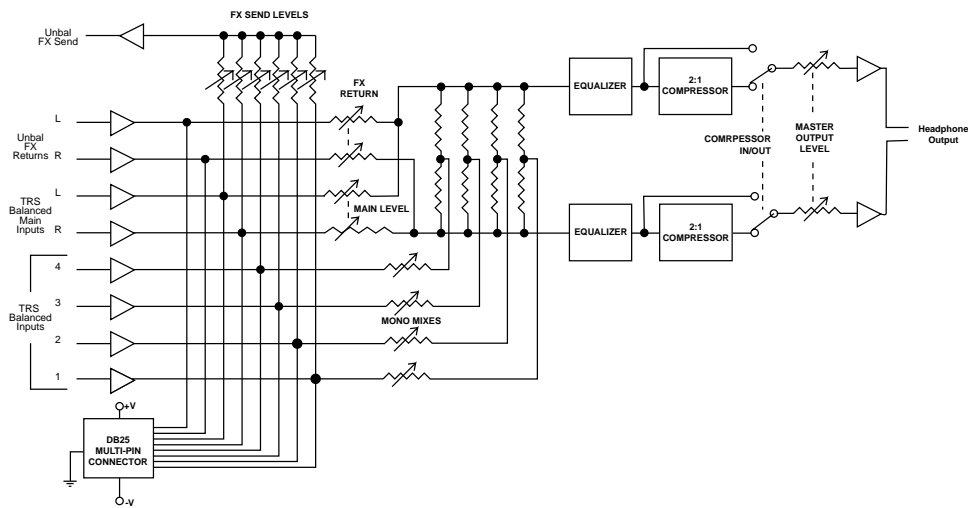 FX SEND LEVELS
Unbal
FX Send
FX
RETURN
L
Unbal
FX
Returns
R
L
TRS
Balanced
Main
Inputs
R
MAIN LEVEL
4
TRS
Balanced
Inputs
3
2
1
MONO MIXES
EQUALIZER
2:1
COMPRESSOR
COMRPESSOR
IN/OUT
MASTER
OUTPUT
LEVEL
Headphone
Output
EQUALIZER
2:1
COMPRESSOR
+V
DB25
MULTI-PIN
CONNECTOR
-V